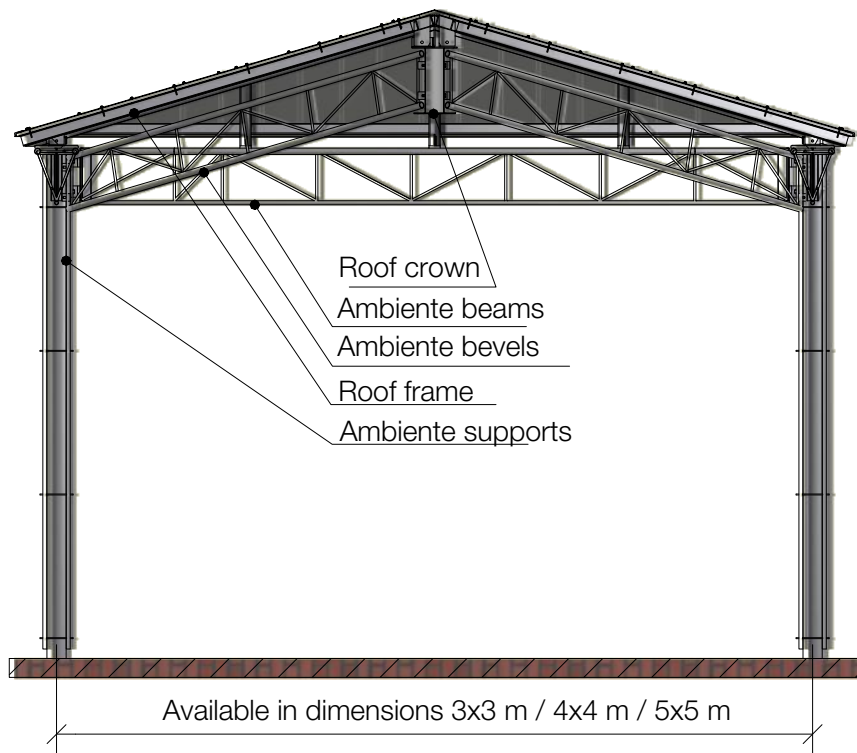 Roof crown
Ambiente beams
Ambiente bevels
Roof frame
Ambiente supports
Available in dimensions 3x3 m / 4x4 m / 5x5 m